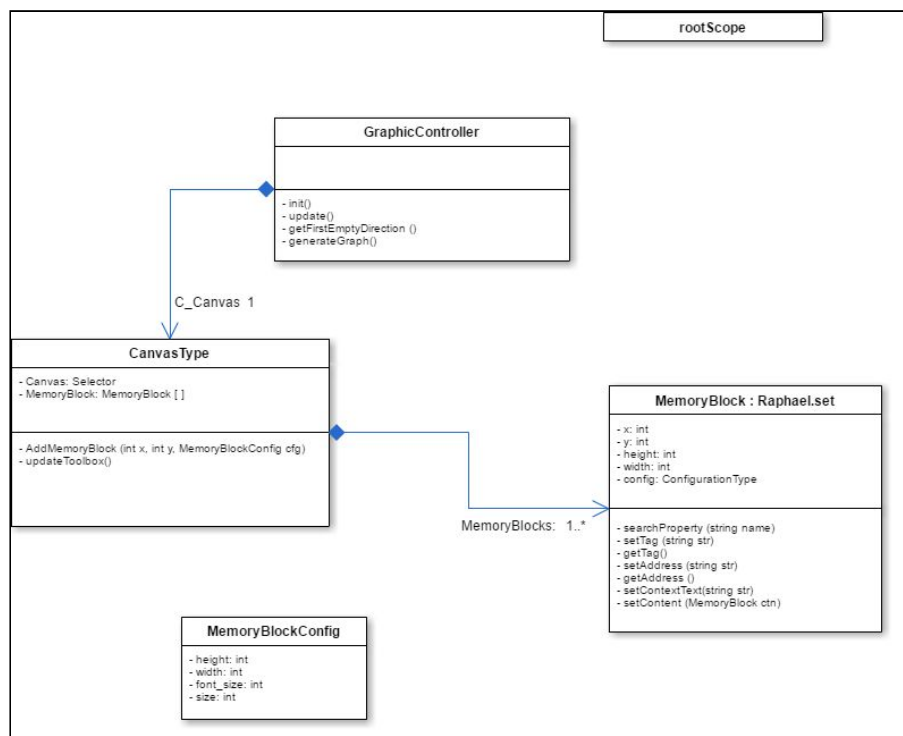 rootScope
GraphicController
- init()
- update()
- getFirstEmptyDirection ()
- generateGraph()
C_Canvas 1
CanvasType
- Canvas: Selector
- MemoryBlock: MemoryBlock [ ]
- AddMemoryBlock (int x, int y, MemoryBlockConfig cfg)
- updateToolbox()
MemoryBlocks: 1..*
MemoryBlock : Raphael.set
- x: int
- y: int
- height: int
- width: int
- config: ConfigurationType
- searchProperty (string name)
- setTag (string str)
- getTag()
- setAddress (string str)
- getAddress ()
- setContextText(string str)
- setContent (MemoryBlock ctn)
MemoryBlockConfig
- height: int
- width: int
- font_size: int
- size: int